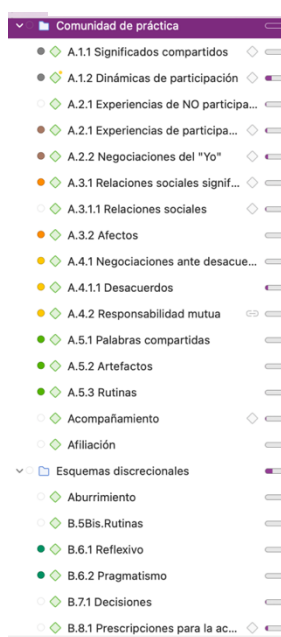 Comunidad de práctica
A.1.1 Significados compartidos
A.1.2 Dinámicas de participación
A.2.1 Experiencias de NO participa...
A.2.1 Experiencias de participa...
A.2.2 Negociaciones del "Yo"
A.3.1 Relaciones sociales signif...
A.3.1.1 Relaciones sociales
A.3.2 Afectos
A.4.1 Negociaciones ante desacue...
A.4.1.1 Desacuerdos
A.4.2 Responsabilidad mutua
A.5.1 Palabras compartidas
A.5.2 Artefactos
A.5.3 Rutinas
Acompañamiento
Afiliación
Esquemas discrecionales
Aburrimiento
B.5Bis.Rutinas
B.6.1 Reflexivo
B.6.2 Pragmatismo
B.7.1 Decisiones
B.8.1 Prescripciones para la ac...